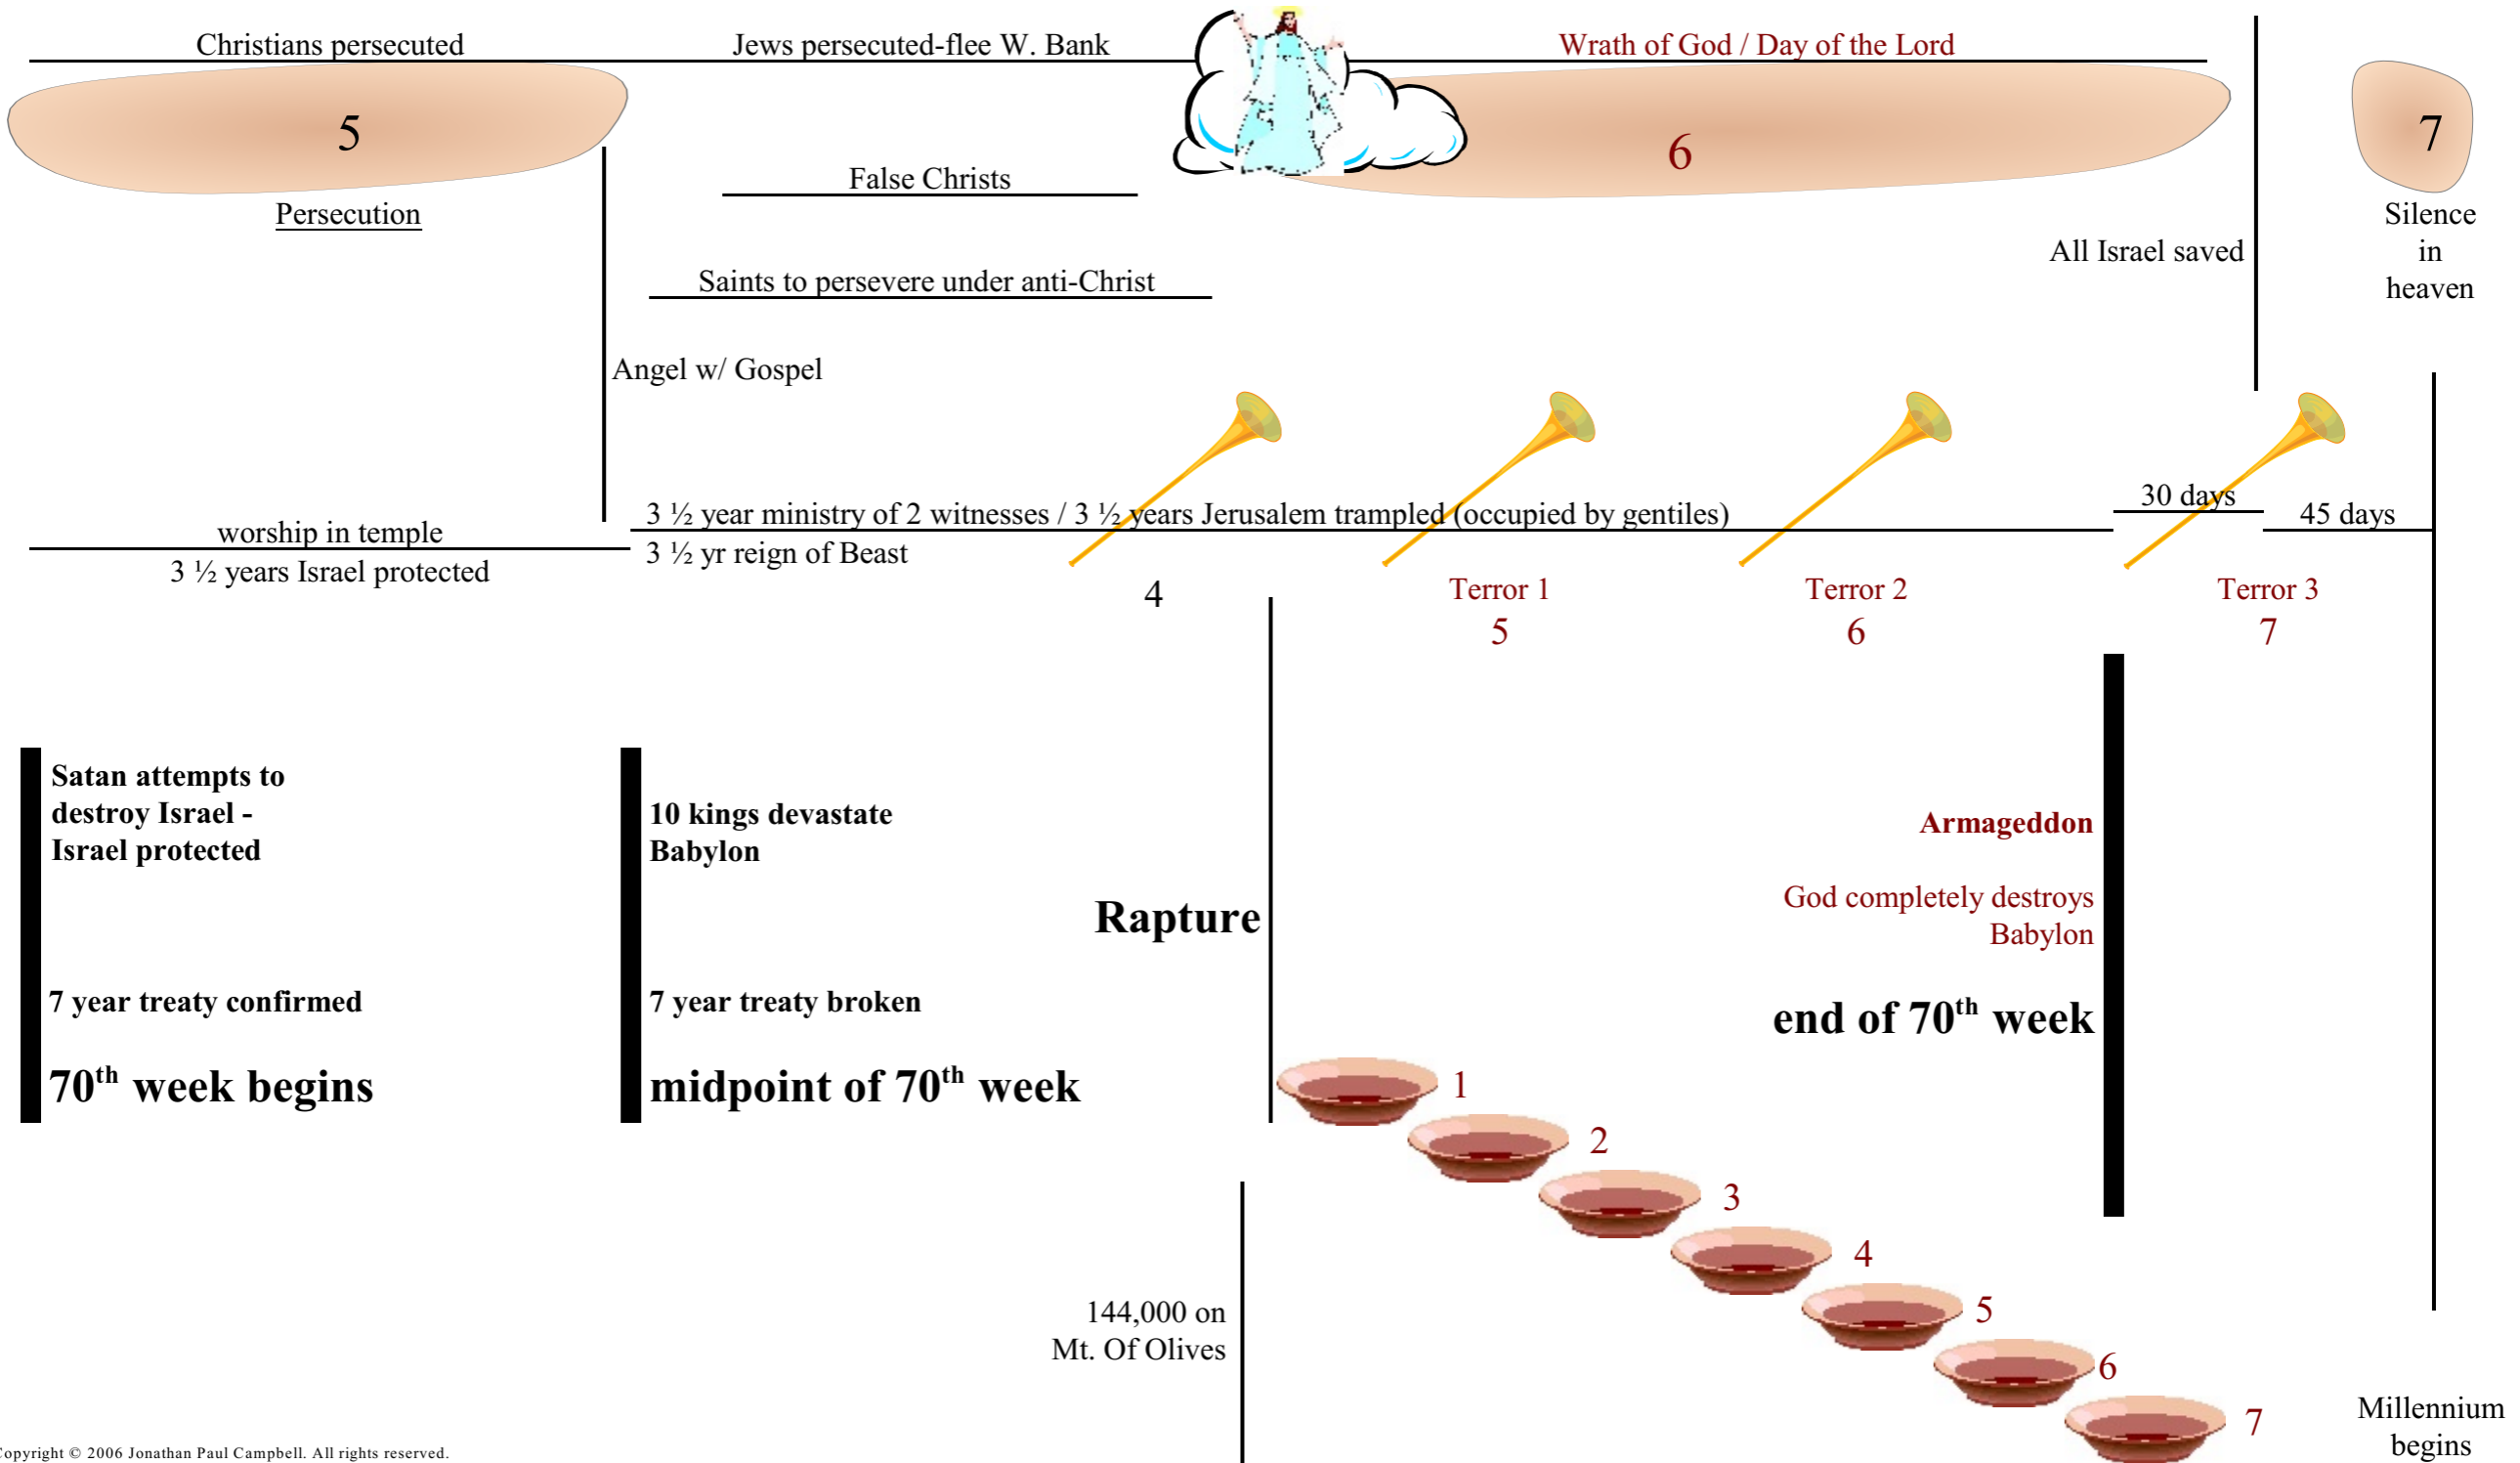 Christians persecuted
Jews persecuted-flee W. Bank
Wrath of God / Day of the Lord
5
6
7
Persecution
False Christs
Silence
in
heaven
All Israel saved
Saints to persevere under anti-Christ
Angel w/ Gospel
worship in temple
3 ½ years Israel protected
3 ½ year ministry of 2 witnesses / 3 ½ years Jerusalem trampled (occupied by gentiles)
3 ½ yr reign of Beast
30 days
45 days
4
Terror 1
5
Terror 2
6
Terror 3
7
Satan attempts to
destroy Israel -
Israel protected
7 year treaty confirmed
70th week begins
10 kings devastate
Babylon
7 year treaty broken
midpoint of 70th week
Rapture
Armageddon
God completely destroys
Babylon
end of 70th week
1
2
3
4
5
6
7
144,000 on
Mt. Of Olives
Millennium
begins
Copyright © 2006 Jonathan Paul Campbell. All rights reserved.